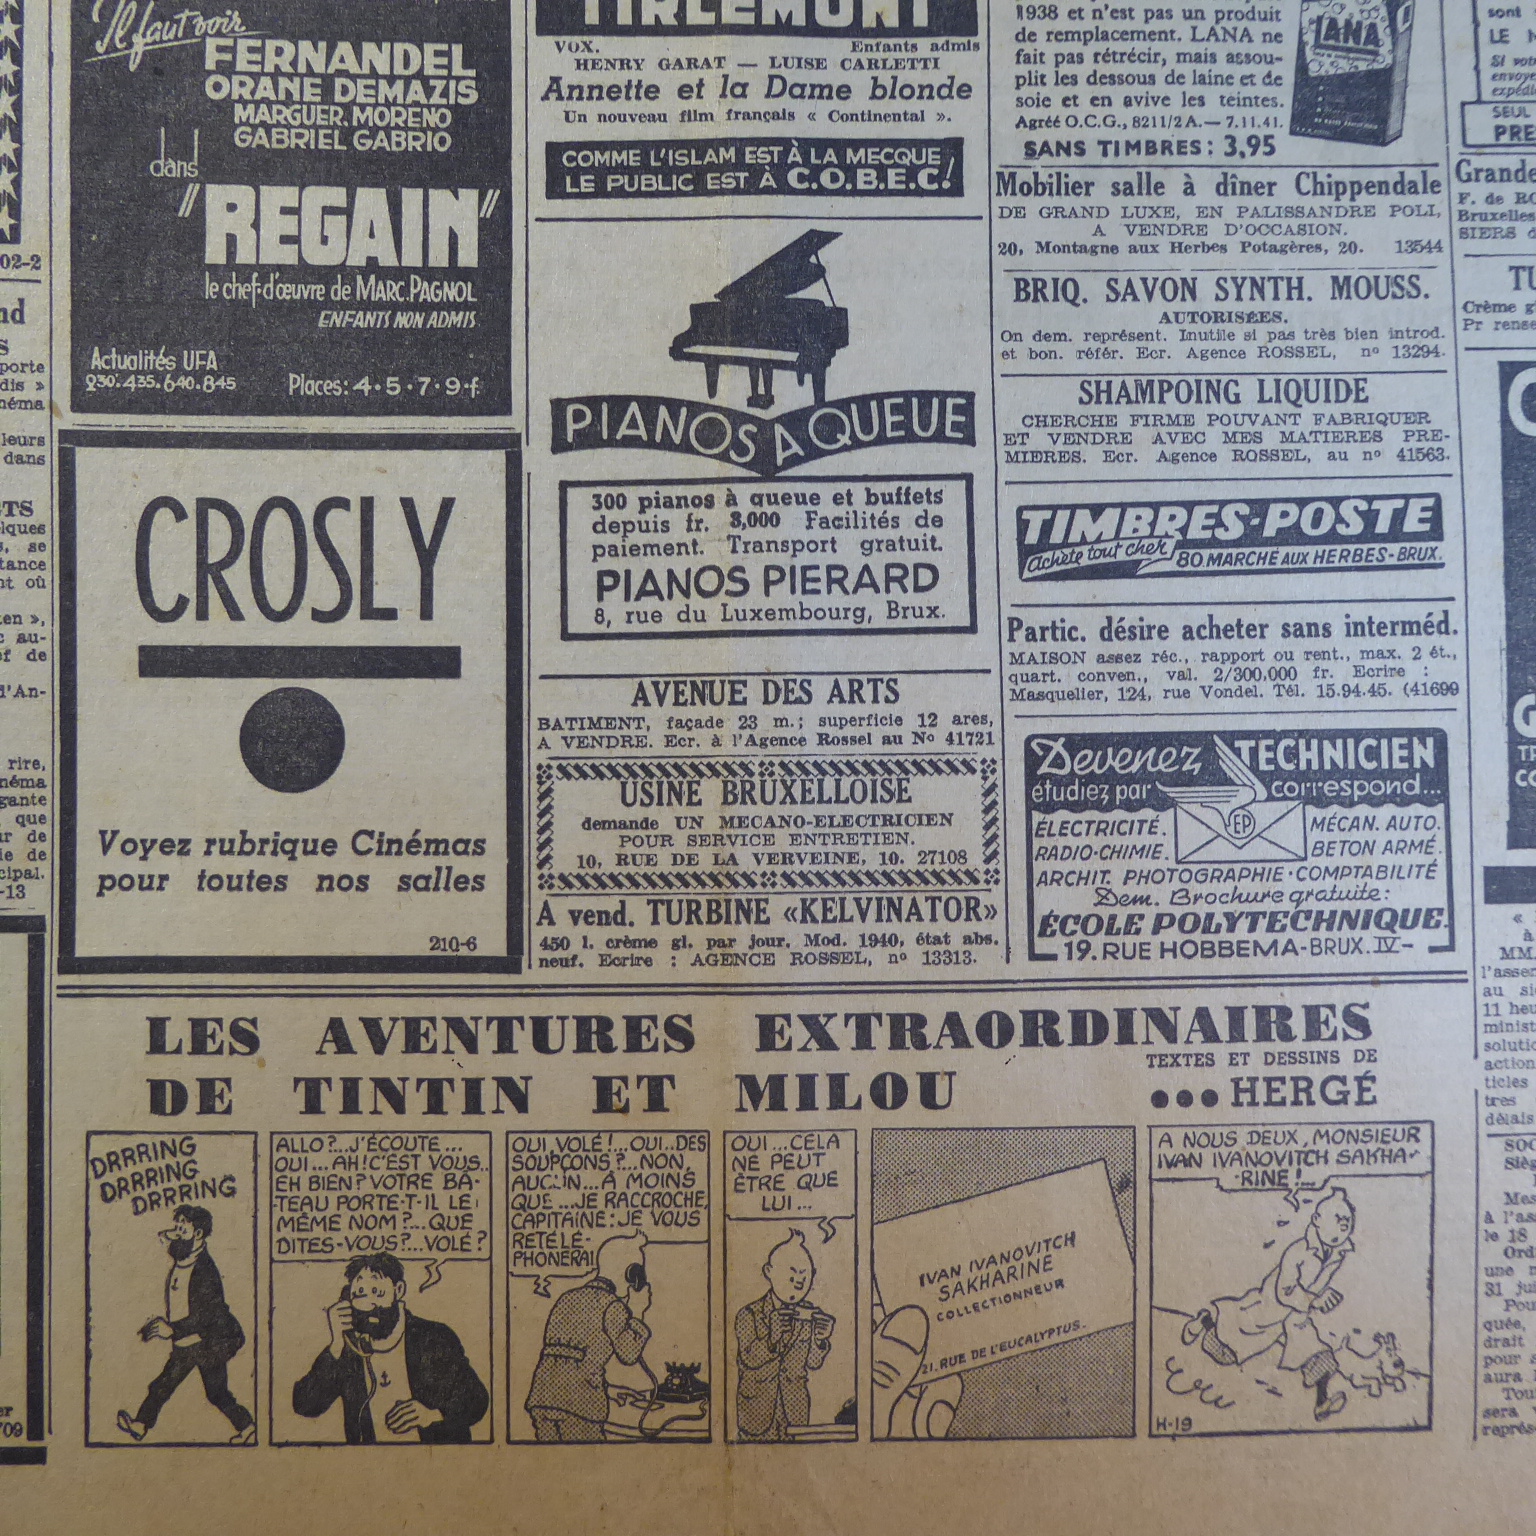 Il faut voir
FERNANDEL
ORANE DEMAZIS
MARGUER. MORENO
GABRIEL GABRIO
dans
"REGAIN"
le chef-d'œuvre de MARC. PAGNOL
ENFANTS NON ADMIS
Actualités UFA
230.435.640.845 Places: 4·5·7·9·f.
CROSLY
Voyez rubrique Cinémas
pour toutes nos salles
210-6
TIRLEMONT
VOX. Enfants admis
HENRY GARAT — LUISE CARLETTI
Annette et la Dame blonde
Un nouveau film français « Continental ».
COMME L'ISLAM EST À LA MECQUE
LE PUBLIC EST À C.O.B.E.C.!
PIANOS A QUEUE
300 pianos à queue et buffets
depuis fr. 3,000 Facilités de
paiement. Transport gratuit.
PIANOS PIERARD
8, rue du Luxembourg, Brux.
AVENUE DES ARTS
BATIMENT, façade 23 m.; superficie 12 ares,
A VENDRE. Ecr. à l'Agence Rossel au No 41721
USINE BRUXELLOISE
demande UN MECANO-ELECTRICIEN
POUR SERVICE ENTRETIEN.
10, RUE DE LA VERVEINE, 10. 27108
A vend. TURBINE «KELVINATOR»
450 l. crème gl. par jour. Mod. 1940, état abs.
neuf. Ecrire : AGENCE ROSSEL, no 13313.
1938 et n'est pas un produit
de remplacement. LANA ne
fait pas rétrécir, mais assou-
plit les dessous de laine et de
soie et en avive les teintes.
Agréé O.C.G., 8211/2 A.— 7.11.41.
SANS TIMBRES: 3,95
LANA
Mobilier salle à dîner Chippendale
DE GRAND LUXE, EN PALISSANDRE POLI,
A VENDRE D'OCCASION.
20, Montagne aux Herbes Potagères, 20. 13544
BRIQ. SAVON SYNTH. MOUSS.
AUTORISÉES.
On dem. représent. Inutile si pas très bien introd.
et bon. référ. Ecr. Agence ROSSEL, no 13294.
SHAMPOING LIQUIDE
CHERCHE FIRME POUVANT FABRIQUER
ET VENDRE AVEC MES MATIERES PRE-
MIERES. Ecr. Agence ROSSEL, au no 41563.
TIMBRES-POSTE
achète tout cher 80. MARCHÉ AUX HERBES - BRUX.
Partic. désire acheter sans interméd.
MAISON assez réc., rapport ou rent., max. 2 ét.,
quart. conven., val. 2/300.000 fr. Ecrire :
Masquelier, 124, rue Vondel. Tél. 15.94.45. (41699
Devenez TECHNICIEN
étudiez par correspond...
EP
ÉLECTRICITÉ. MÉCAN. AUTO.
RADIO·CHIMIE. BETON ARMÉ.
ARCHIT. PHOTOGRAPHIE·COMPTABILITÉ
Dem. Brochure gratuite:
ÉCOLE POLYTECHNIQUE.
19. RUE HOBBEMA-BRUX. IV
LES AVENTURES EXTRAORDINAIRES
DE TINTIN ET MILOU
TEXTES ET DESSINS DE
••• HERGÉ
DRRRING
DRRRING
DRRRING
ALLO?...J'ÉCOUTE...
OUI...AH! C'EST VOUS..
EH BIEN? VOTRE BA-
TEAU PORTE-T-IL LE
MÊME NOM?...QUE
DITES-VOUS?...VOLÉ?
OUI, VOLÉ!...OUI..DES
SOUPÇONS?...NON,
AUCUN...A MOINS
QUE...JE RACCROCHE,
CAPITAINE: JE VOUS
RETÉLÉ-
PHONERAI
OUI...CELA
NE PEUT
ÊTRE QUE
LUI...
IVAN IVANOVITCH
SAKHARINE
COLLECTIONNEUR
21. RUE DE L'EUCALYPTUS.
A NOUS DEUX, MONSIEUR
IVAN IVANOVITCH SAKHA-
RINE!...
H-19